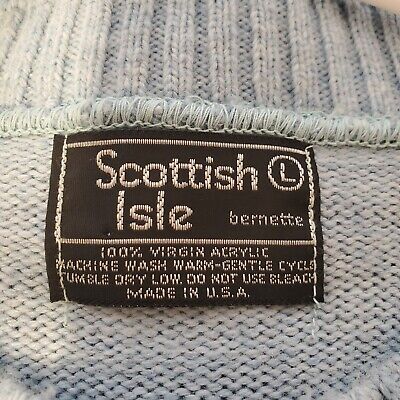 Scottish L
Isle bernette
100% VIRGIN ACRYLIC
MACHINE WASH WARM-GENTLE CYCLE
TUMBLE DRY LOW. DO NOT USE BLEACH
MADE IN U.S.A.